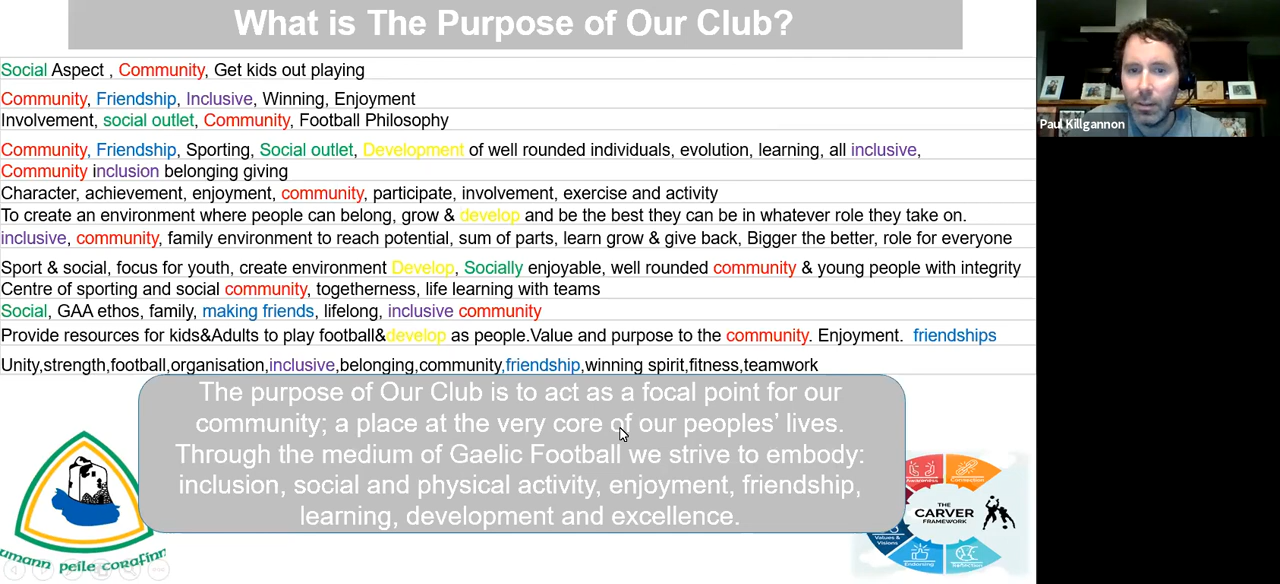 What is The Purpose of Our Club?
Social Aspect , Community, Get kids out playing
Community, Friendship, Inclusive, Winning, Enjoyment
Involvement, social outlet, Community, Football Philosophy
Community, Friendship, Sporting, Social outlet, Development of well rounded individuals, evolution, learning, all inclusive,
Community inclusion belonging giving
Character, achievement, enjoyment, community, participate, involvement, exercise and activity
To create an environment where people can belong, grow & develop and be the best they can be in whatever role they take on.
inclusive, community, family environment to reach potential, sum of parts, learn grow & give back, Bigger the better, role for everyone
Sport & social, focus for youth, create environment Develop, Socially enjoyable, well rounded community & young people with integrity
Centre of sporting and social community, togetherness, life learning with teams
Social, GAA ethos, family, making friends, lifelong, inclusive community
Provide resources for kids&Adults to play football&develop as people.Value and purpose to the community. Enjoyment. friendships
Unity,strength,football,organisation,inclusive,belonging,community,friendship,winning spirit,fitness,teamwork
The purpose of Our Club is to act as a focal point for our
community; a place at the very core of our peoples' lives.
Through the medium of Gaelic Football we strive to embody:
inclusion, social and physical activity, enjoyment, friendship,
learning, development and excellence.
umann peile corafinn
Awareness
Connection
THE
CARVER
FRAMEWORK
Values &
Visions
Endorsing
Reflection
Paul Killgannon